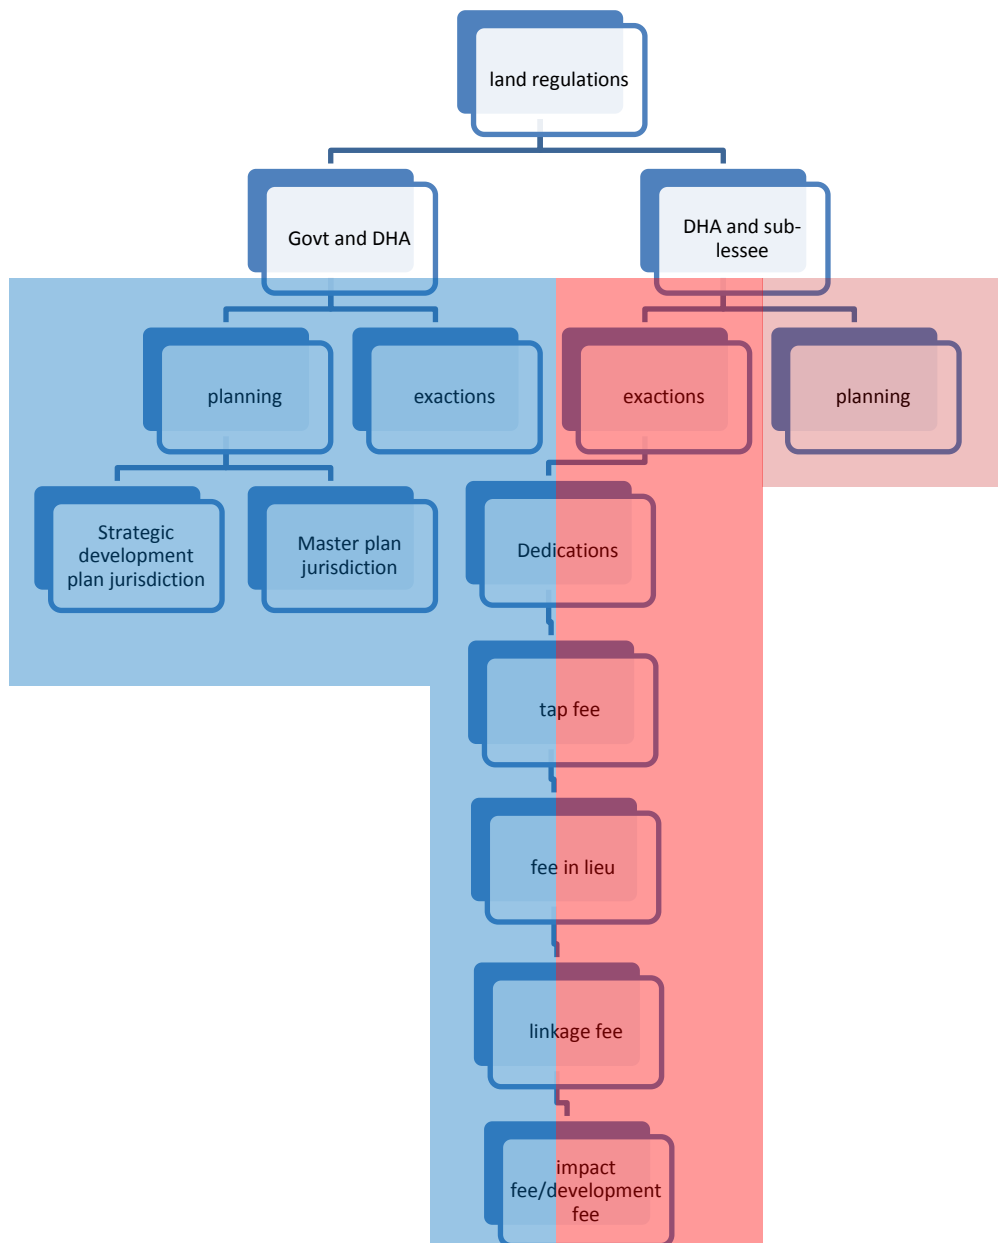 land regulations
Govt and DHA
DHA and sub-
lessee
planning
exactions
exactions
planning
Strategic
development
plan jurisdiction
Master plan
jurisdiction
Dedications
tap fee
fee in lieu
linkage fee
impact
fee/development
fee